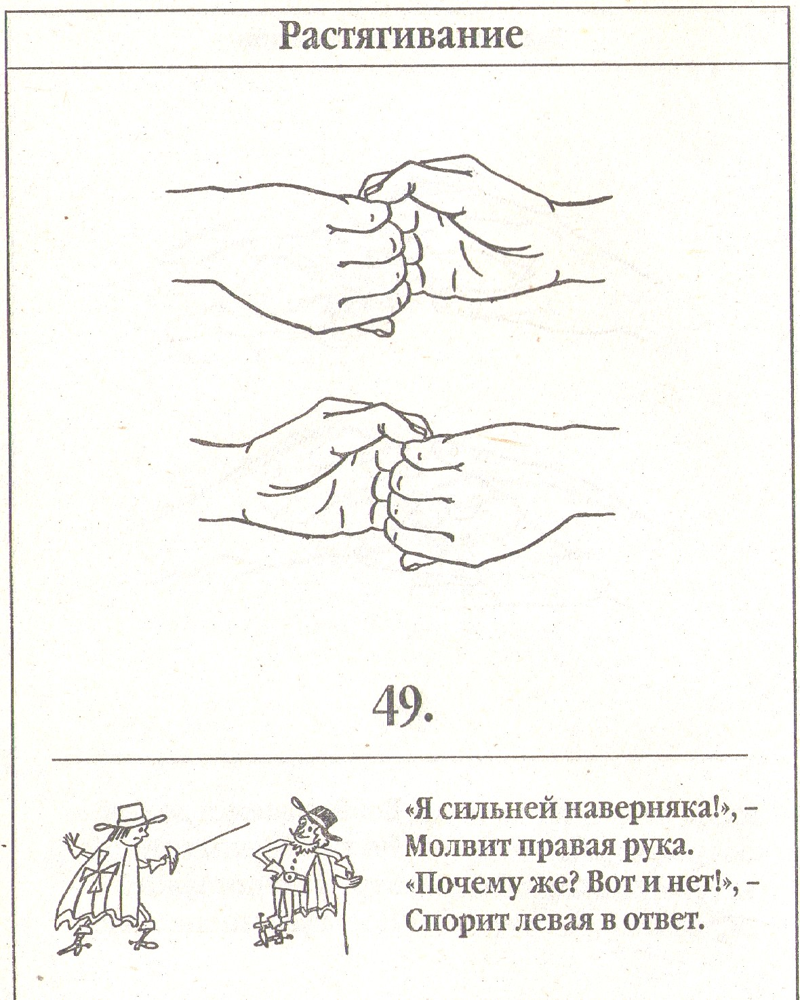 Растягивание
49.
«Я сильней наверняка!», –
Молвит правая рука.
«Почему же? Вот и нет!», –
Спорит левая в ответ.